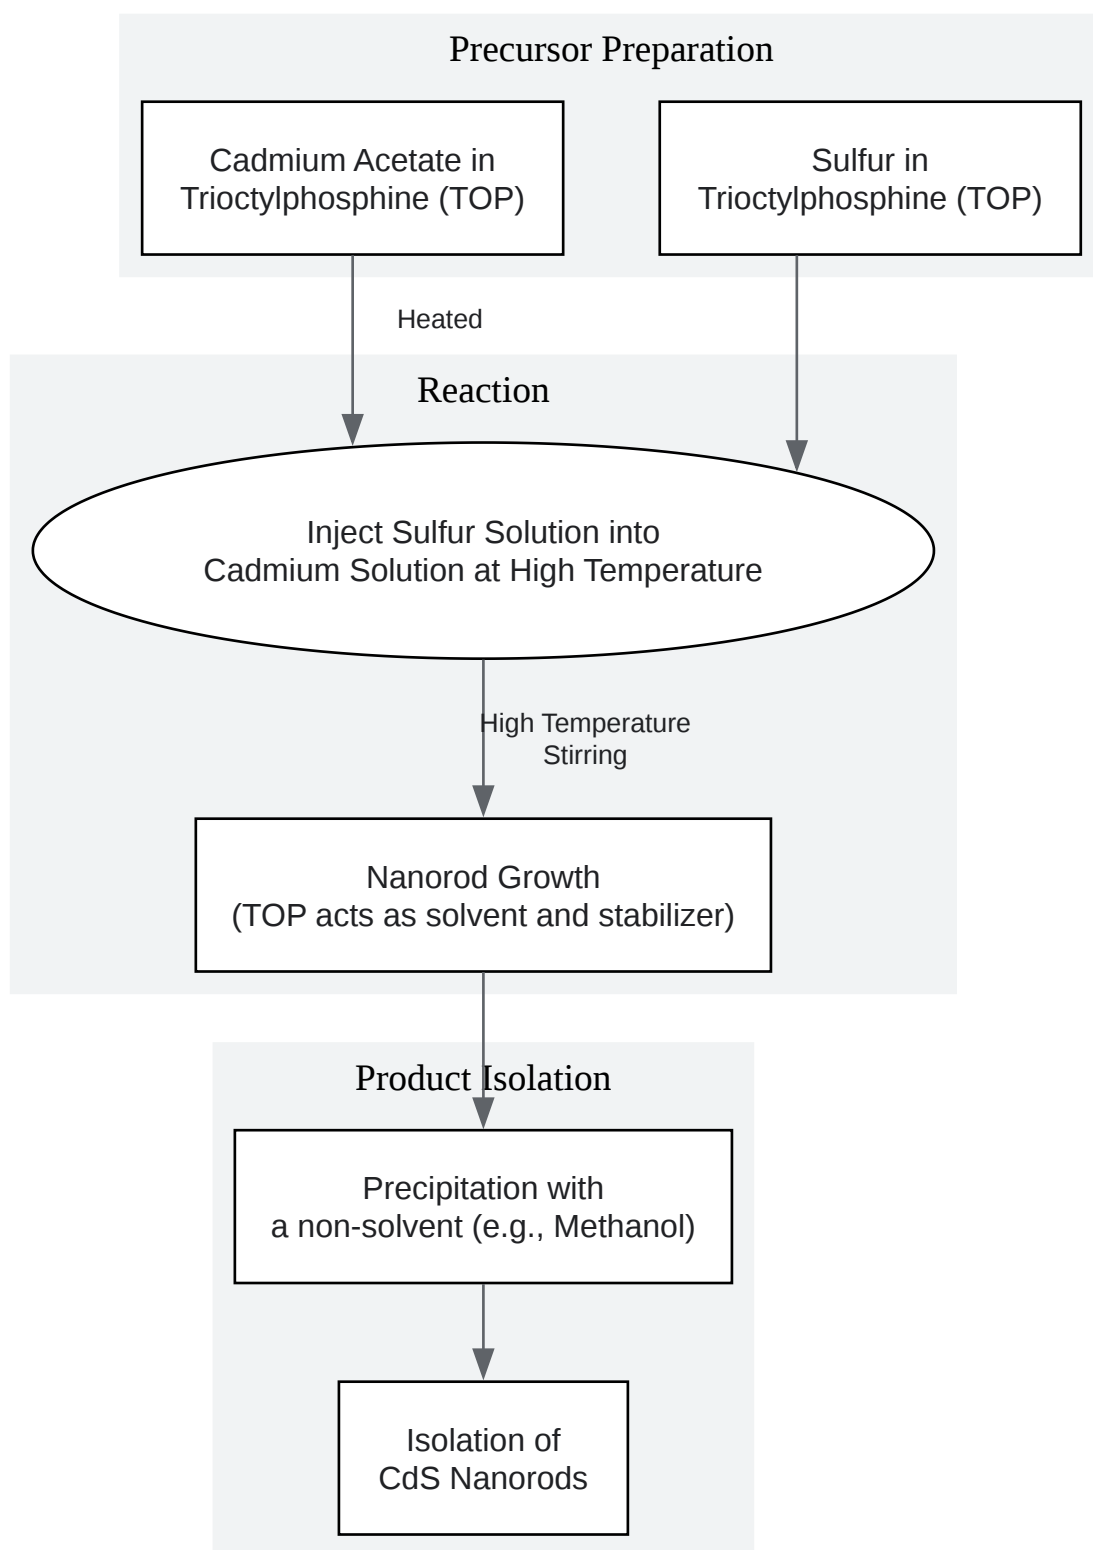 Precursor Preparation
Cadmium Acetate in
Trioctylphosphine (TOP)
Sulfur in
Trioctylphosphine (TOP)
Heated
Reaction
Inject Sulfur Solution into
Cadmium Solution at High Temperature
High Temperature
Stirring
Nanorod Growth
(TOP acts as solvent and stabilizer)
Product Isolation
Precipitation with
a non-solvent (e.g., Methanol)
Isolation of
CdS Nanorods